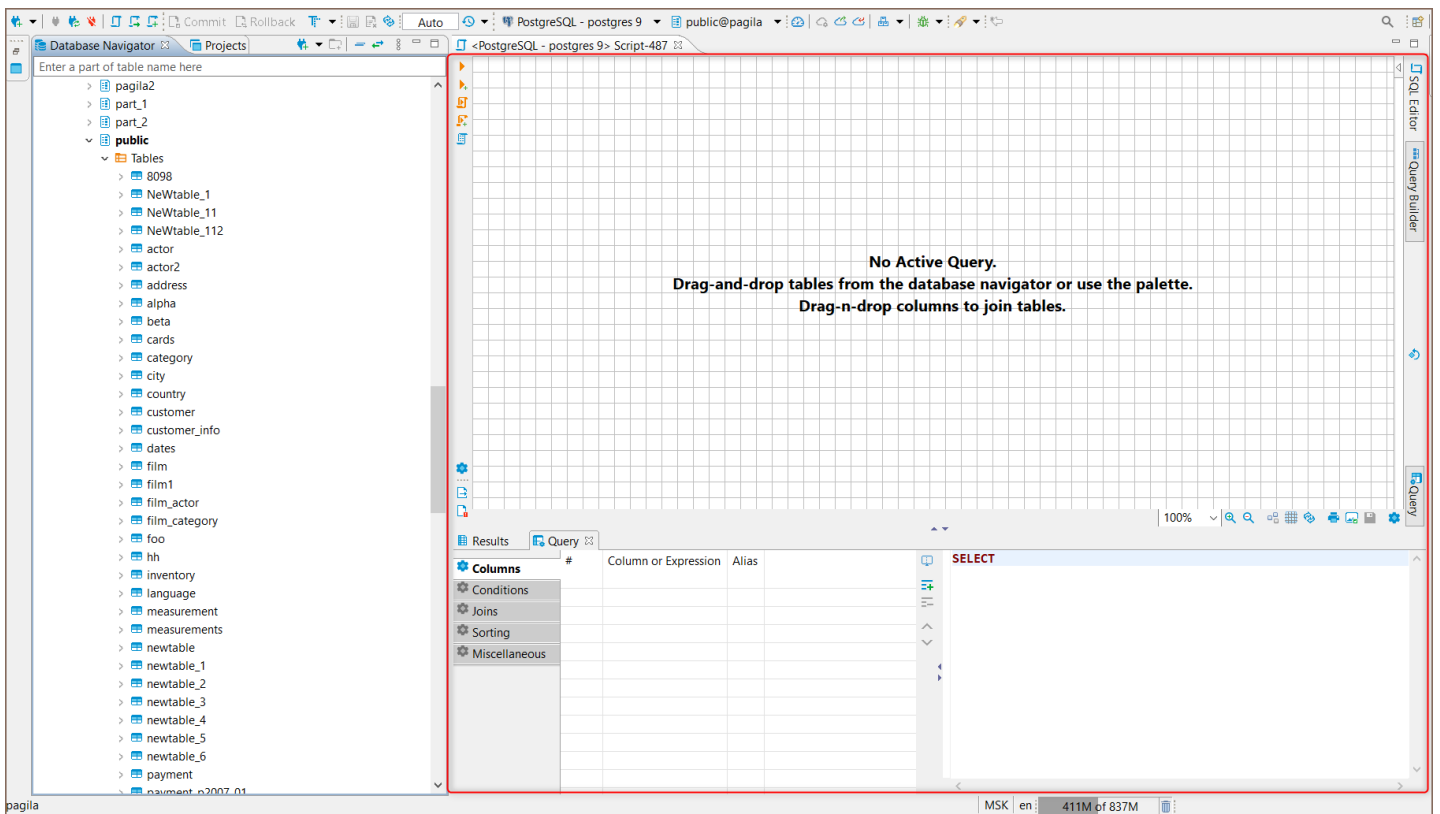 Commit Rollback Auto PostgreSQL - postgres 9 public@pagila
Database Navigator Projects
<PostgreSQL - postgres 9> Script-487
Enter a part of table name here
pagila2
part_1
part_2
public
Tables
8098
NeWtable_1
NeWtable_11
NeWtable_112
actor
actor2
address
alpha
beta
cards
category
city
country
customer
customer_info
dates
film
film1
film_actor
film_category
foo
hh
inventory
language
measurement
measurements
newtable
newtable_1
newtable_2
newtable_3
newtable_4
newtable_5
newtable_6
payment
payment_p2007_01
No Active Query.
Drag-and-drop tables from the database navigator or use the palette.
Drag-n-drop columns to join tables.
SQL Editor
Query Builder
Query
100%
Results Query
Columns
Conditions
Joins
Sorting
Miscellaneous
# Column or Expression Alias
SELECT
pagila
MSK en 411M of 837M